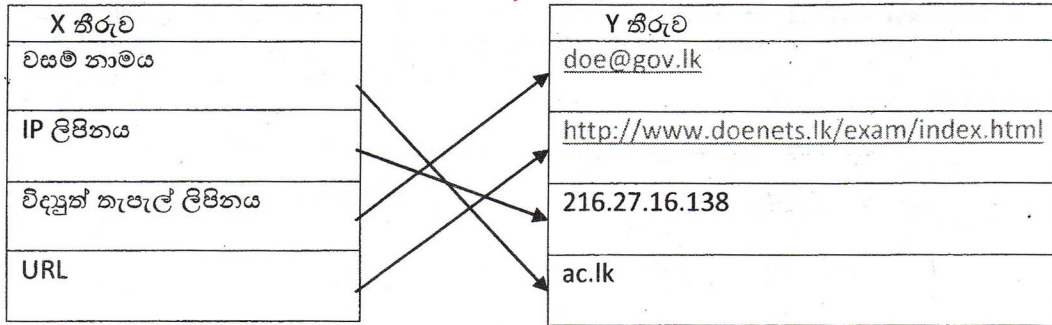 X තීරුව
වසම් නාමය
IP ලිපිනය
විද්‍යුත් තැපැල් ලිපිනය
URL
Y තීරුව
doe@gov.lk
http://www.doenets.lk/exam/index.html
216.27.16.138
ac.lk